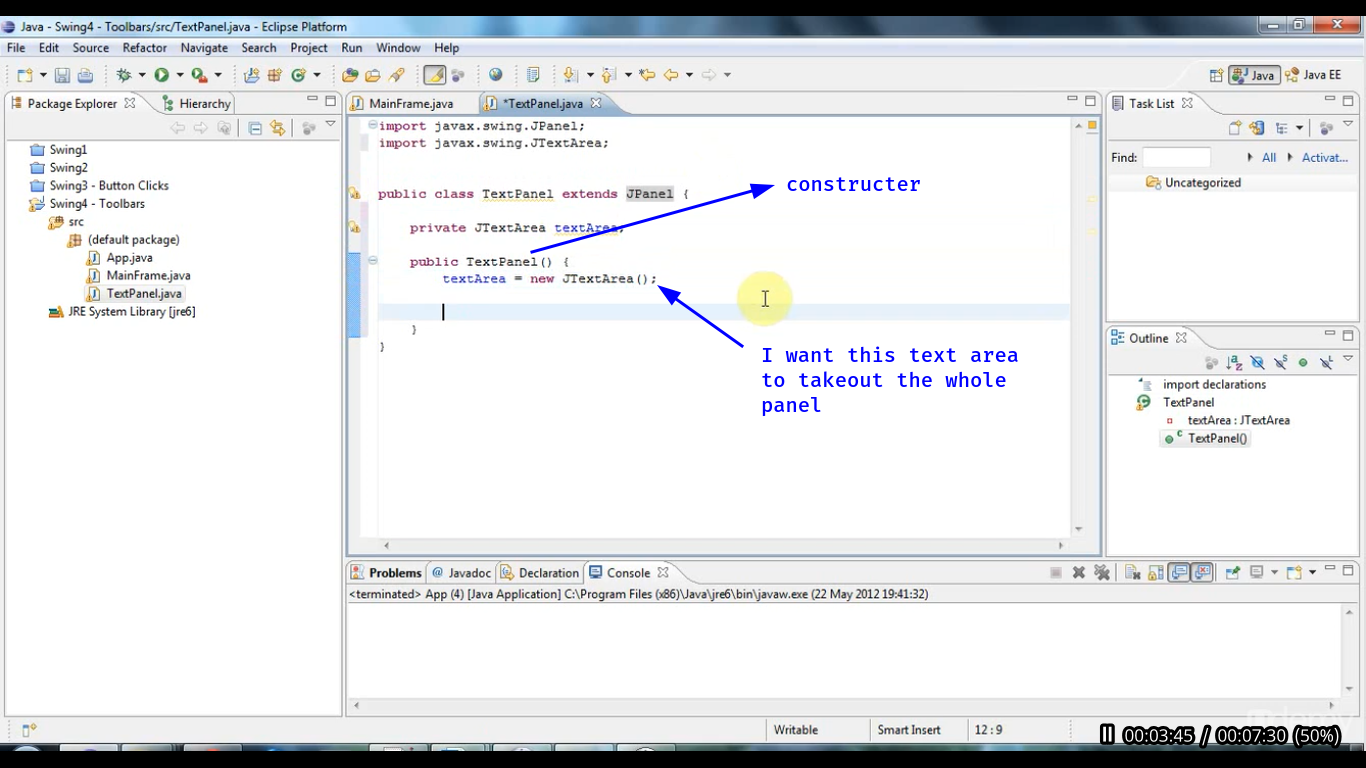 Java - Swing4 - Toolbars/src/TextPanel.java - Eclipse Platform
File Edit Source Refactor Navigate Search Project Run Window Help
Java Java EE
Package Explorer Hierarchy
MainFrame.java *TextPanel.java
Task List
Swing1
Swing2
Swing3 - Button Clicks
Swing4 - Toolbars
src
(default package)
App.java
MainFrame.java
TextPanel.java
JRE System Library [jre6]
import javax.swing.JPanel;
import javax.swing.JTextArea;
public class TextPanel extends JPanel {
private JTextArea textArea;
public TextPanel() {
textArea = new JTextArea();
}
}
constructer
I want this text area
to takeout the whole
panel
Find: All Activat...
Uncategorized
Outline
import declarations
TextPanel
textArea : JTextArea
TextPanel()
Problems @ Javadoc Declaration Console
<terminated> App (4) [Java Application] C:\Program Files (x86)\Java\jre6\bin\javaw.exe (22 May 2012 19:41:32)
Writable Smart Insert 12 : 9
00:03:45 / 00:07:30 (50%)